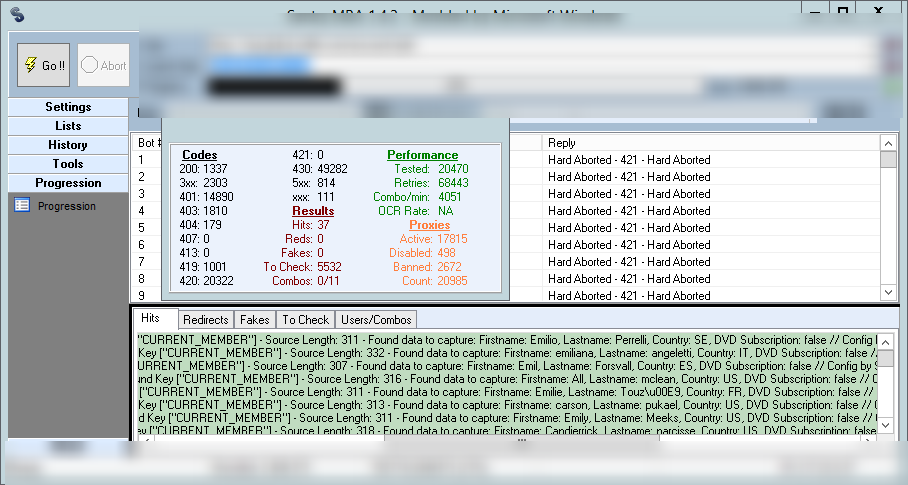 Go !!
Abort
Settings
Lists
History
Tools
Progression
Progression
Bot #
Reply
1 Hard Aborted - 421 - Hard Aborted
2 Hard Aborted - 421 - Hard Aborted
3 Hard Aborted - 421 - Hard Aborted
4 Hard Aborted - 421 - Hard Aborted
5 Hard Aborted - 421 - Hard Aborted
6 Hard Aborted - 421 - Hard Aborted
7 Hard Aborted - 421 - Hard Aborted
8 Hard Aborted - 421 - Hard Aborted
9 Hard Aborted - 421 - Hard Aborted
Codes
200: 1337
3xx: 2303
401: 14890
403: 1810
404: 179
407: 0
413: 0
419: 1001
420: 20322
421: 0
430: 49282
5xx: 814
xxx: 111
Results
Hits: 37
Reds: 0
Fakes: 0
To Check: 5532
Combos: 0/11
Performance
Tested: 20470
Retries: 68443
Combo/min: 4051
OCR Rate: NA
Proxies
Active: 17815
Disabled: 498
Banned: 2672
Count: 20985
Hits Redirects Fakes To Check Users/Combos
["CURRENT_MEMBER"] - Source Length: 311 - Found data to capture: Firstname: Emilio, Lastname: Perrelli, Country: SE, DVD Subscription: false // Config b
Key ["CURRENT_MEMBER"] - Source Length: 332 - Found data to capture: Firstname: emiliana, Lastname: angeletti, Country: IT, DVD Subscription: false //
URRENT_MEMBER"] - Source Length: 307 - Found data to capture: Firstname: Emil, Lastname: Forsvall, Country: ES, DVD Subscription: false // Config by S
und Key ["CURRENT_MEMBER"] - Source Length: 316 - Found data to capture: Firstname: All, Lastname: mclean, Country: US, DVD Subscription: false // C
["CURRENT_MEMBER"] - Source Length: 311 - Found data to capture: Firstname: Emilie, Lastname: Touz\u00E9, Country: FR, DVD Subscription: false //
Key ["CURRENT_MEMBER"] - Source Length: 313 - Found data to capture: Firstname: carson, Lastname: pukael, Country: US, DVD Subscription: false // C
d Key ["CURRENT_MEMBER"] - Source Length: 311 - Found data to capture: Firstname: Emily, Lastname: Meeks, Country: US, DVD Subscription: false // C
ey ["CURRENT_MEMBER"] - Source Length: 318 - Found data to capture: Firstname: Candierrick, Lastname: narcisse, Country: US, DVD Subscription: false